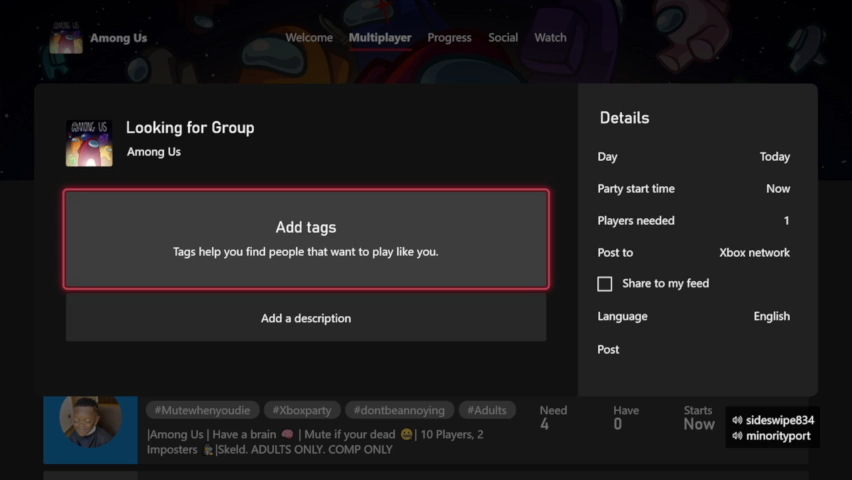 Among Us
Welcome Multiplayer Progress Social Watch
AMONG US
Looking for Group
Among Us
Add tags
Tags help you find people that want to play like you.
Add a description
Details
Day Today
Party start time Now
Players needed 1
Post to Xbox network
Share to my feed
Language English
Post
#Mutewhenyoudie #Xboxparty #dontbeannoying #Adults
|Among Us | Have a brain 🧠 | Mute if your dead 😀| 10 Players, 2
Imposters |Skeld. ADULTS ONLY. COMP ONLY
Need Have Starts
4 0 Now
sideswipe834
minorityport